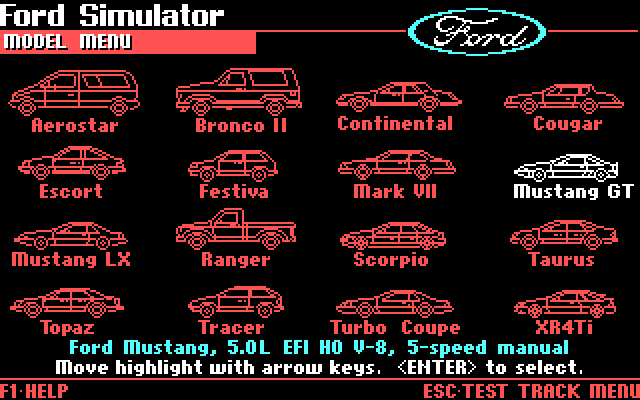 Ford Simulator
MODEL MENU
Ford
Aerostar Bronco II Continental Cougar
Escort Festiva Mark VII Mustang GT
Mustang LX Ranger Scorpio Taurus
Topaz Tracer Turbo Coupe XR4Ti
Ford Mustang, 5.0L EFI HO V-8, 5-speed manual
Move highlight with arrow keys. <ENTER> to select.
F1·HELP ESC·TEST TRACK MENU